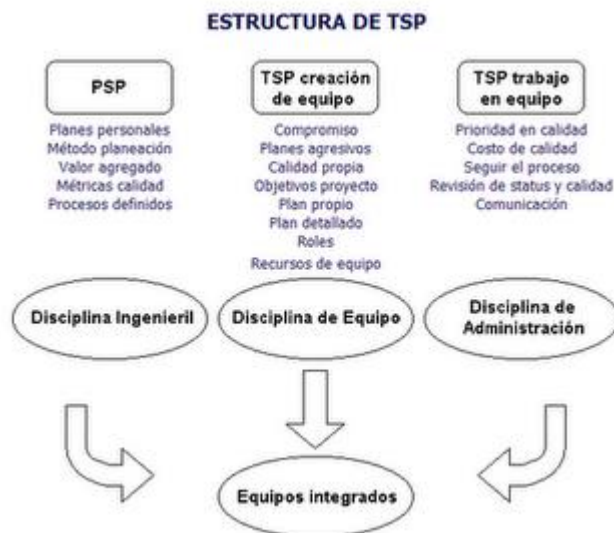 ESTRUCTURA DE TSP
PSP
Planes personales
Método planeación
Valor agregado
Métricas calidad
Procesos definidos
TSP creación
de equipo
Compromiso
Planes agresivos
Calidad propia
Objetivos proyecto
Plan propio
Plan detallado
Roles
Recursos de equipo
TSP trabajo
en equipo
Prioridad en calidad
Costo de calidad
Seguir el proceso
Revisión de status y calidad
Comunicación
Disciplina Ingenieril
Disciplina de Equipo
Disciplina de
Administración
Equipos integrados